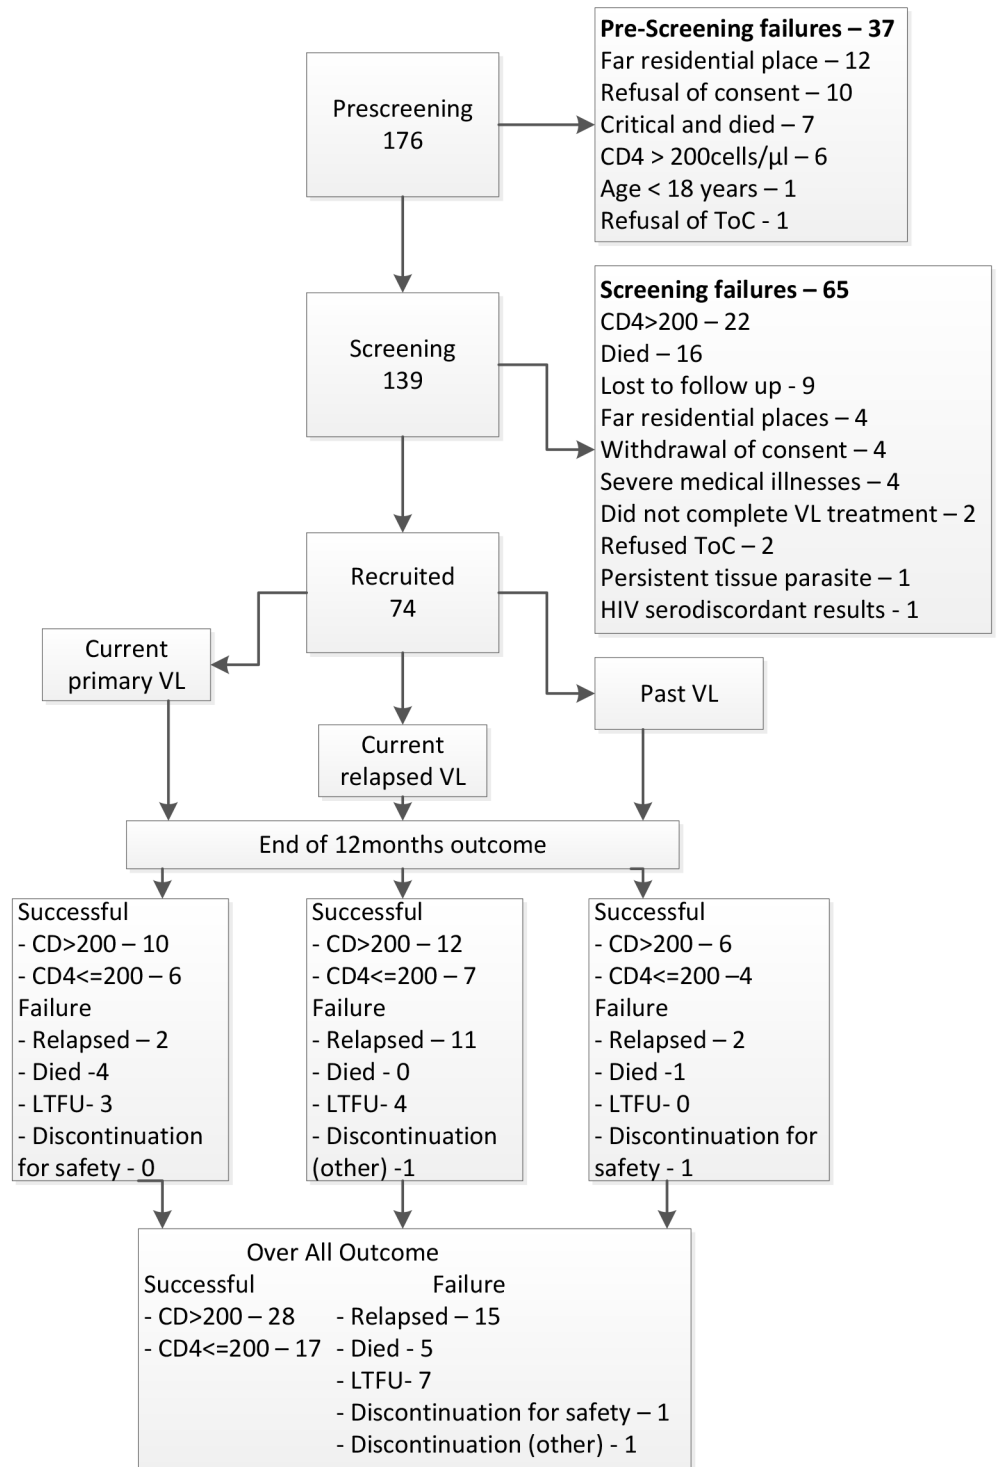 Prescreening
176
Pre-Screening failures – 37
Far residential place – 12
Refusal of consent – 10
Critical and died – 7
CD4 > 200cells/µl – 6
Age < 18 years – 1
Refusal of ToC - 1
Screening
139
Screening failures – 65
CD4>200 – 22
Died – 16
Lost to follow up - 9
Far residential places – 4
Withdrawal of consent – 4
Severe medical illnesses – 4
Did not complete VL treatment – 2
Refused ToC – 2
Persistent tissue parasite – 1
HIV serodiscordant results - 1
Recruited
74
Current
primary VL
Current
relapsed VL
Past VL
End of 12months outcome
Successful
- CD>200 – 10
- CD4<=200 – 6
Failure
- Relapsed – 2
- Died -4
- LTFU- 3
- Discontinuation
for safety - 0
Successful
- CD>200 – 12
- CD4<=200 – 7
Failure
- Relapsed – 11
- Died - 0
- LTFU- 4
- Discontinuation
(other) -1
Successful
- CD>200 – 6
- CD4<=200 –4
Failure
- Relapsed – 2
- Died -1
- LTFU- 0
- Discontinuation for
safety - 1
Over All Outcome
Successful
- CD>200 – 28
- CD4<=200 – 17
Failure
- Relapsed – 15
- Died - 5
- LTFU- 7
- Discontinuation for safety – 1
- Discontinuation (other) - 1